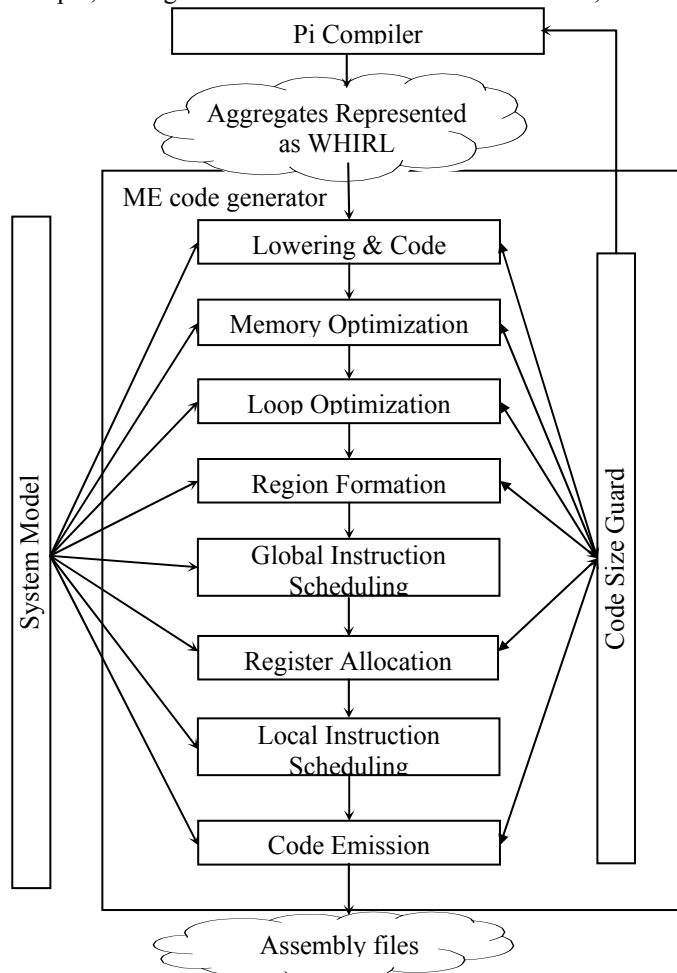 Pi Compiler
Aggregates Represented
as WHIRL
ME code generator
Lowering & Code
Memory Optimization
Loop Optimization
Region Formation
Global Instruction
Scheduling
Register Allocation
Local Instruction
Scheduling
Code Emission
Assembly files
System Model
Code Size Guard